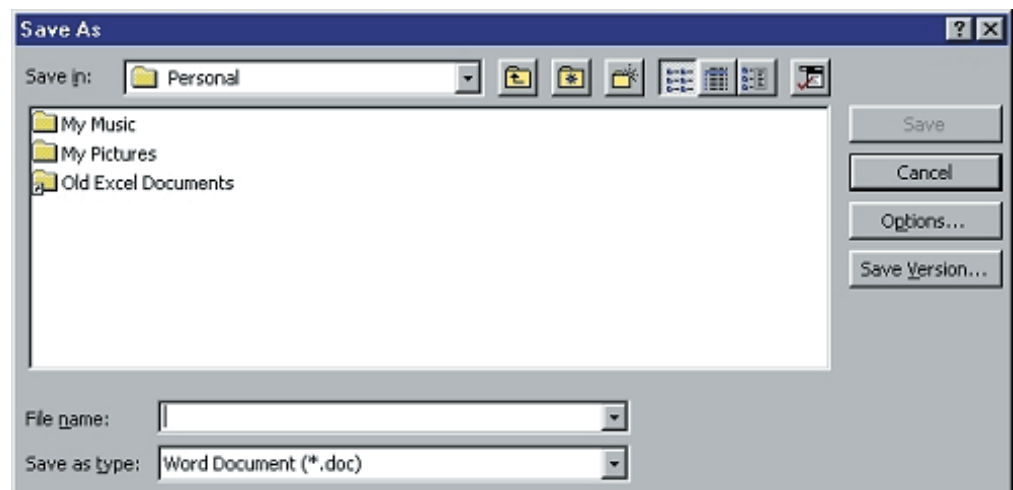 Save As
Save in: Personal
My Music
My Pictures
Old Excel Documents
Save
Cancel
Options...
Save Version...
File name:
Save as type: Word Document (*.doc)